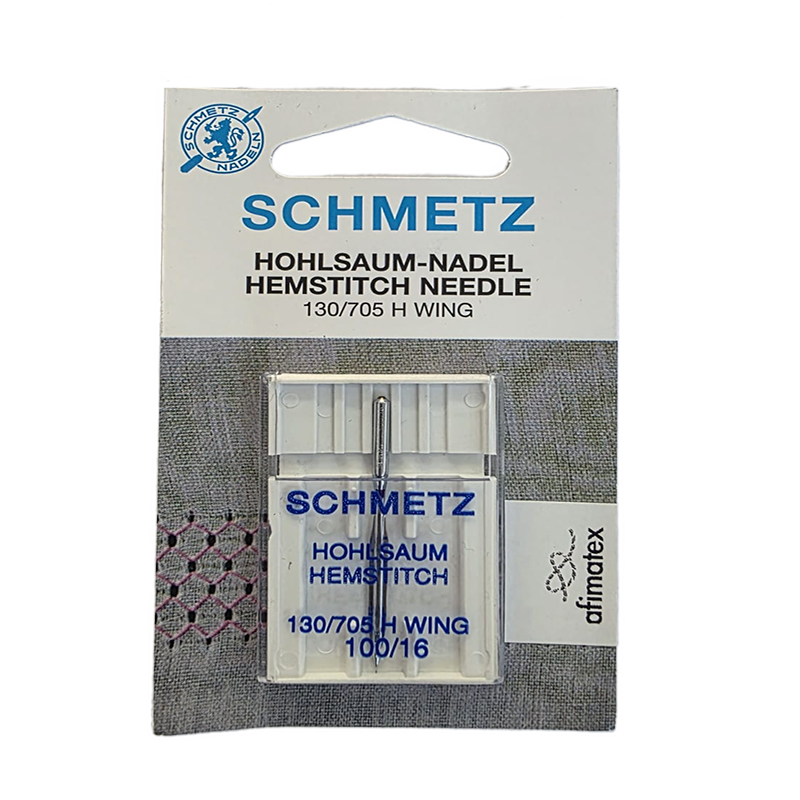 SCHMETZ
NADELN
SCHMETZ
HOHLSAUM-NADEL
HEMSTITCH NEEDLE
130/705 H WING
SCHMETZ
HOHLSAUM
HEMSTITCH
130/705 H WING
100/16
afimatex